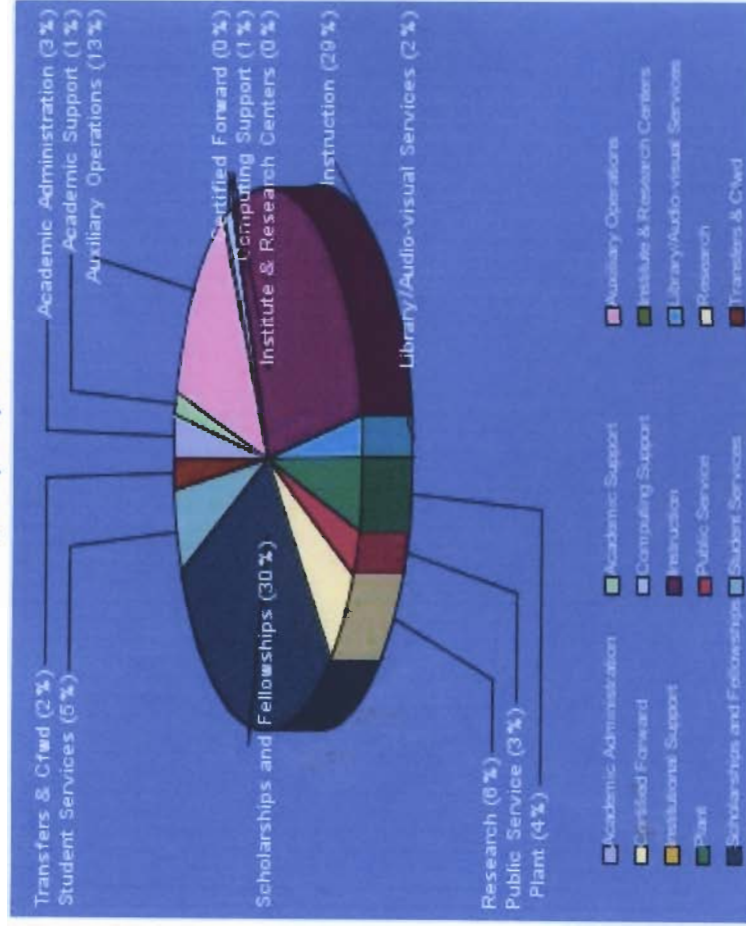 Transfers & Cfwd (2%)
Student Services (5%)
Academic Administration (3%)
Academic Support (1%)
Auxiliary Operations (13%)
Scholarships and Fellowships (30%)
Certified Forward (0%)
Computing Support (1%)
Institute & Research Centers (0%)
Instruction (29%)
Library/Audio-visual Services (2%)
Research (6%)
Public Service (3%)
Plant (4%)
Academic Administration
Academic Support
Auxiliary Operations
Certified Forward
Computing Support
Institute & Research Centers
Institutional Support
Instruction
Library/Audio-visual Services
Plant
Public Service
Research
Scholarships and Fellowships
Student Services
Transfers & Cfwd